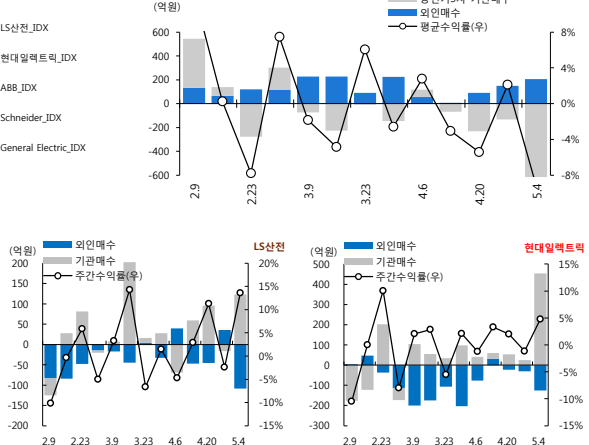 (억원)
외인매수
평균수익률(우)
LS산전_IDX
현대일렉트릭_IDX
ABB_IDX
Schneider_IDX
General Electric_IDX
600
400
200
0
-200
-400
-600
8%
4%
0%
-4%
-8%
2.9 2.23 3.9 3.23 4.6 4.20 5.4
(억원)
외인매수
기관매수
주간수익률(우)
LS산전
200
150
100
50
0
-50
-100
-150
-200
20%
15%
10%
5%
0%
-5%
-10%
-15%
2.9 2.23 3.9 3.23 4.6 4.20 5.4
(억원)
외인매수
기관매수
주간수익률(우)
현대일렉트릭
500
400
300
200
100
0
-100
-200
-300
15%
10%
5%
0%
-5%
-10%
-15%
2.9 2.23 3.9 3.23 4.6 4.20 5.4